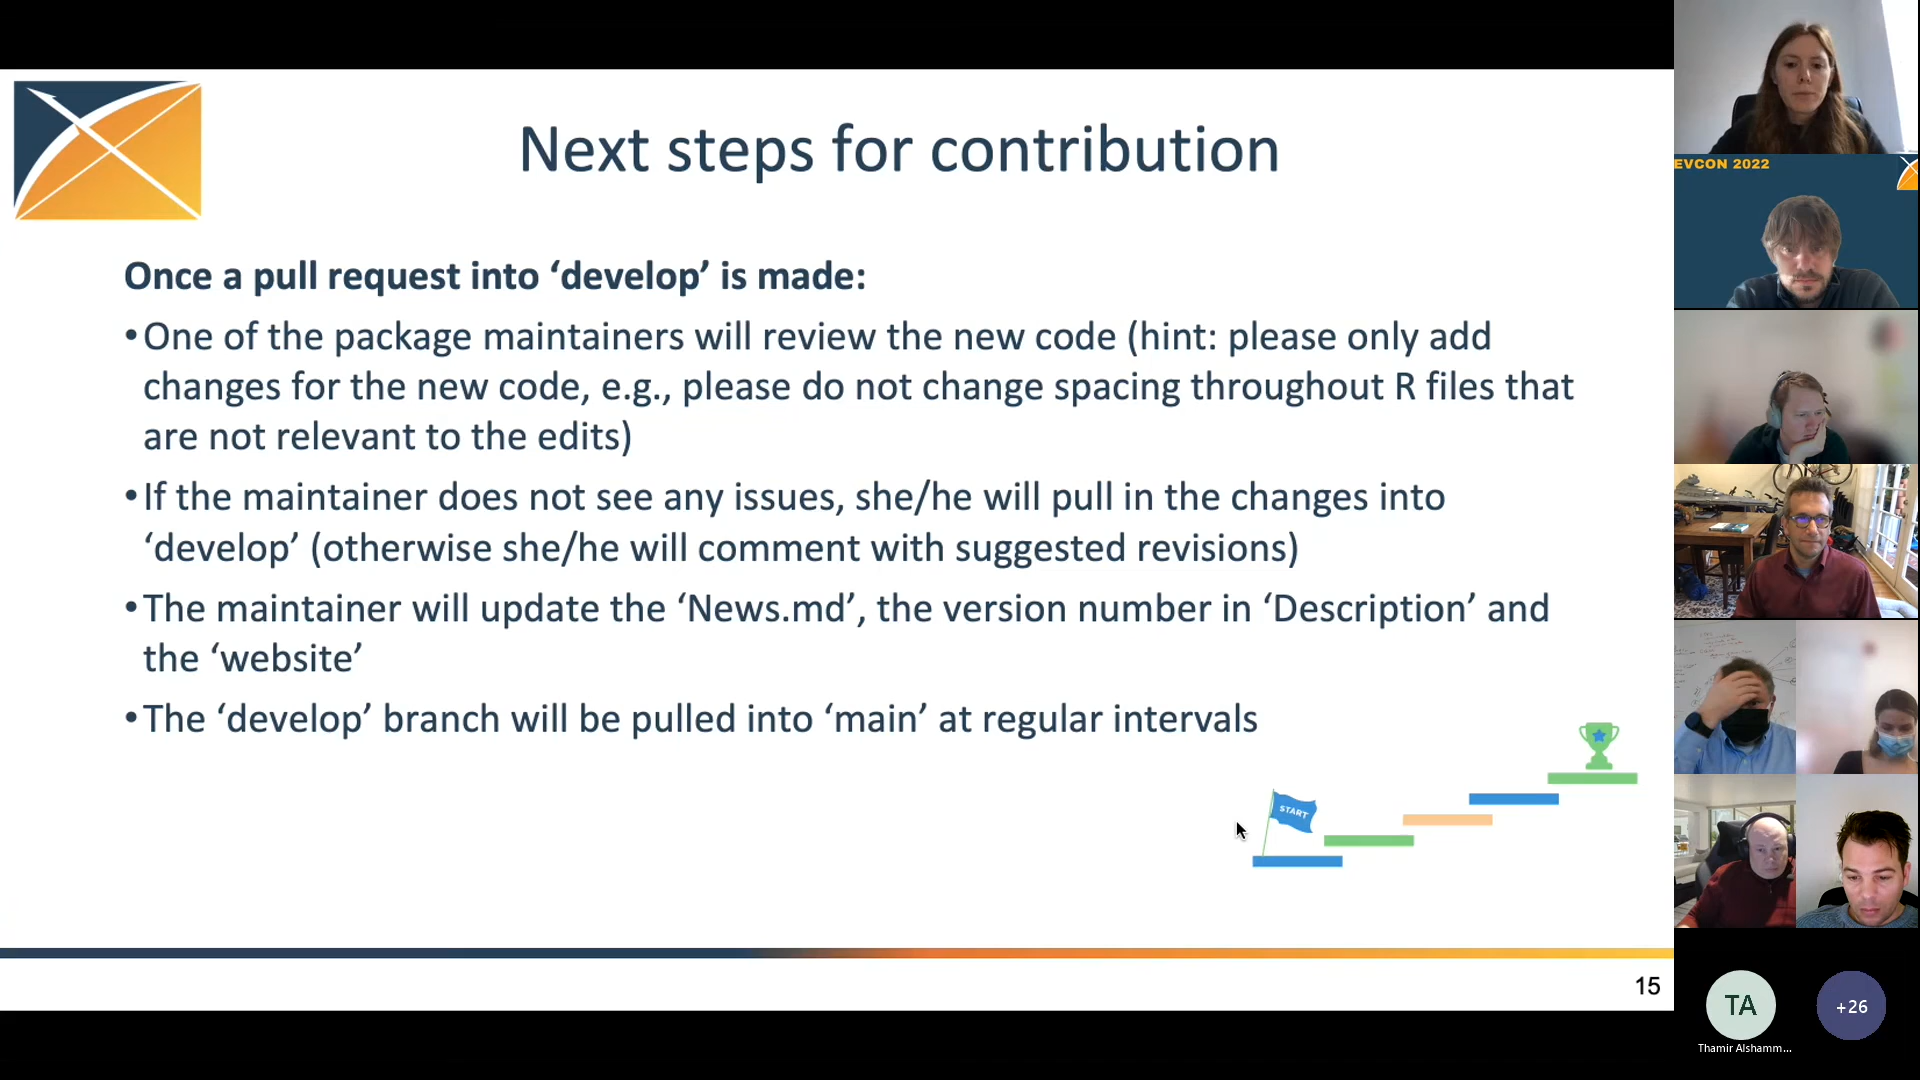 Next steps for contribution
Once a pull request into ‘develop’ is made:
•One of the package maintainers will review the new code (hint: please only add
changes for the new code, e.g., please do not change spacing throughout R files that
are not relevant to the edits)
•If the maintainer does not see any issues, she/he will pull in the changes into
‘develop’ (otherwise she/he will comment with suggested revisions)
•The maintainer will update the ‘News.md’, the version number in ‘Description’ and
the ‘website’
•The ‘develop’ branch will be pulled into ‘main’ at regular intervals
START
15
EVCON 2022
TA
+26
Thamir Alshamm...